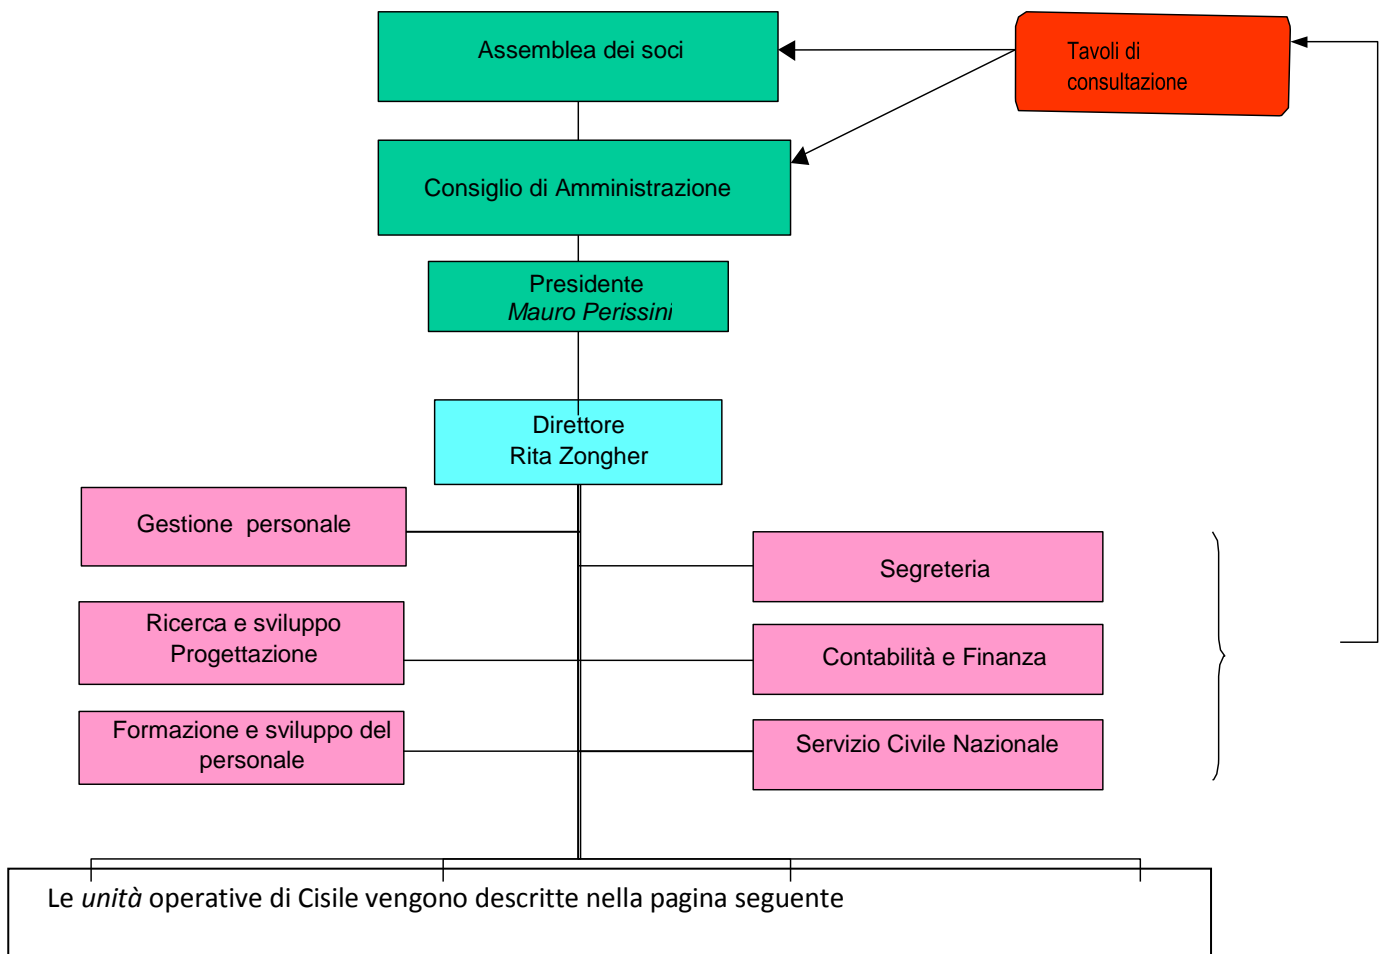 Assemblea dei soci
Tavoli di
consultazione
Consiglio di Amministrazione
Presidente
Mauro Perissini
Direttore
Rita Zongher
Gestione personale
Segreteria
Ricerca e sviluppo
Progettazione
Contabilità e Finanza
Formazione e sviluppo del
personale
Servizio Civile Nazionale
Le unità operative di Cisile vengono descritte nella pagina seguente